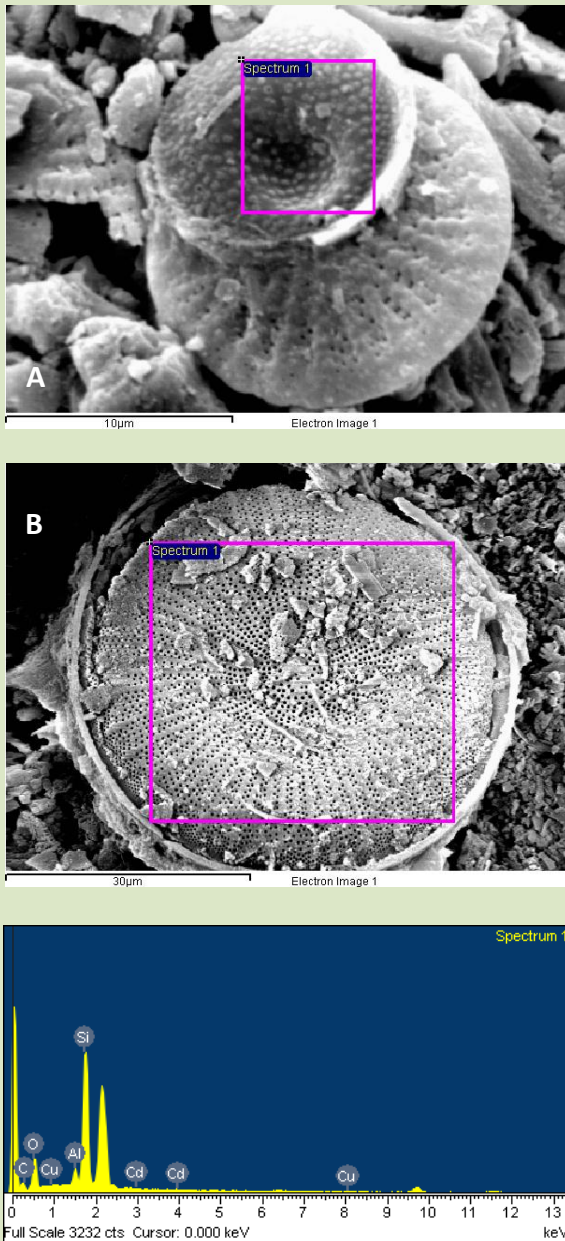 Spectrum 1
A
10µm Electron Image 1
B
Spectrum 1
30µm Electron Image 1
Spectrum 1
Si
O
C Cu Al Cd Cd Cu
0 1 2 3 4 5 6 7 8 9 10 11 12 13
Full Scale 3232 cts Cursor: 0.000 keV keV